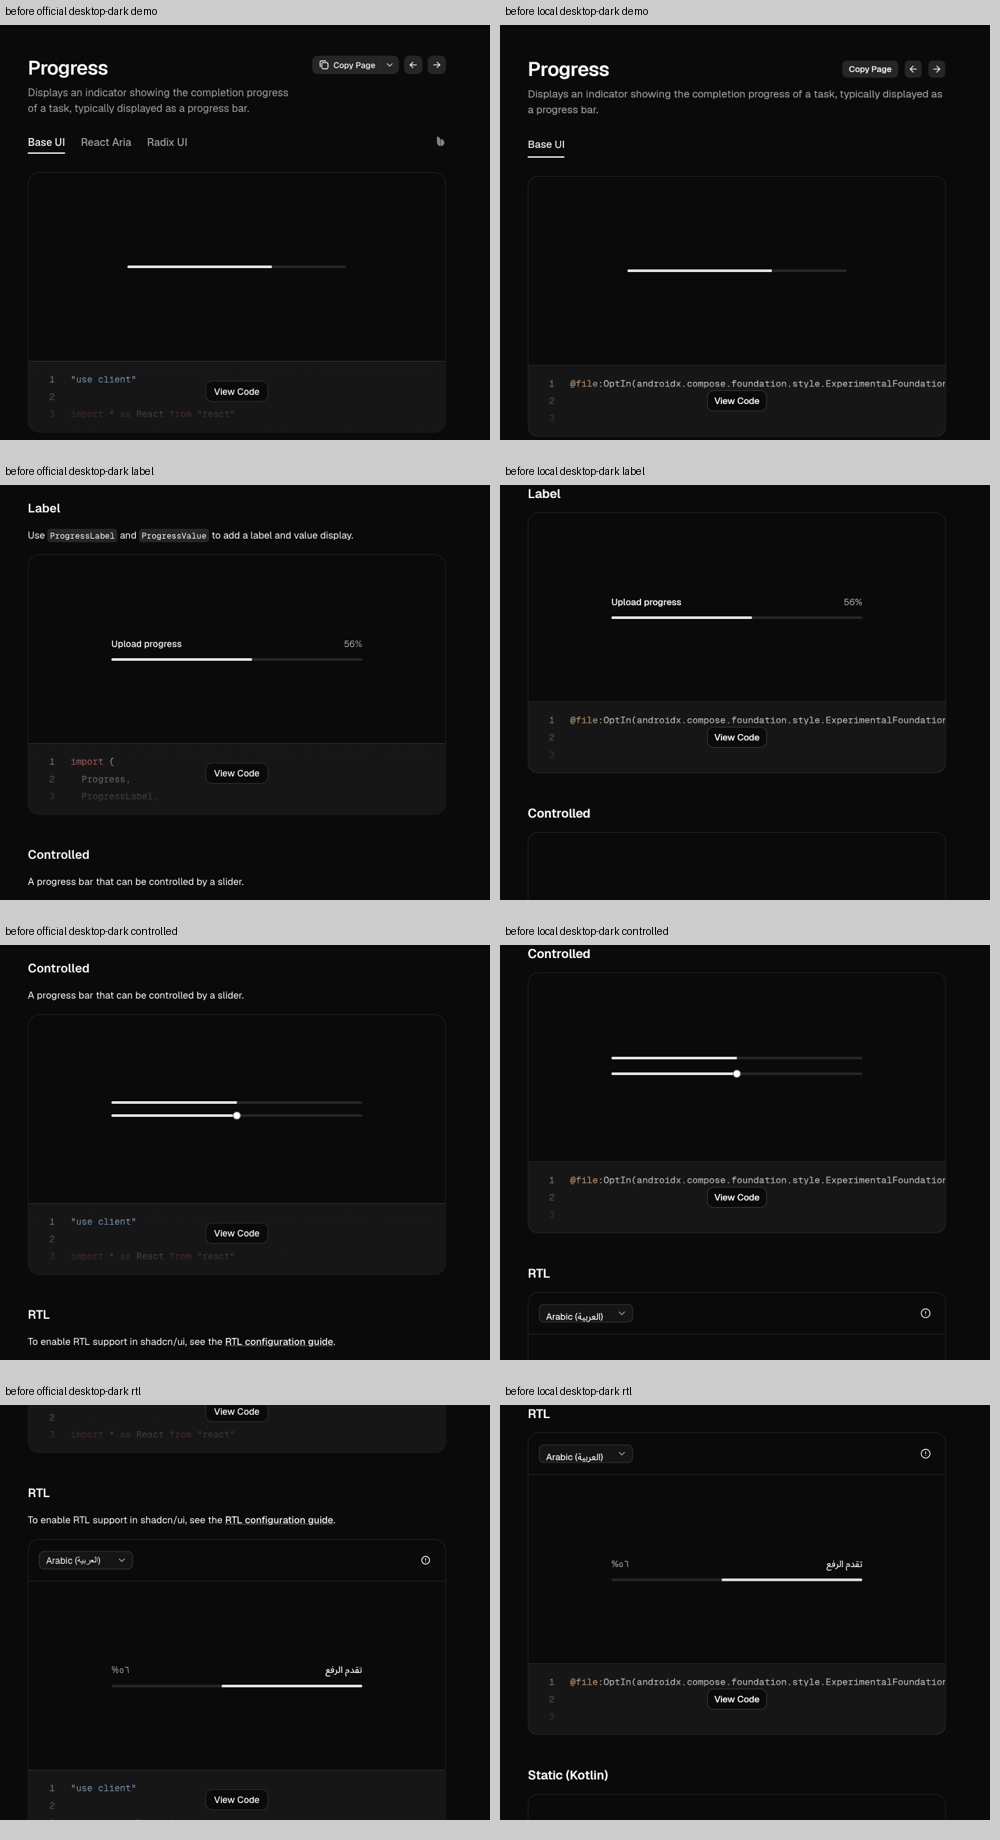 before official desktop-dark demo
Progress
Copy Page
Displays an indicator showing the completion progress
of a task, typically displayed as a progress bar.
Base UI React Aria Radix UI
1 "use client"
2
3 import * as React from "react"
View Code
before local desktop-dark demo
Progress
Copy Page
Displays an indicator showing the completion progress of a task, typically displayed as
a progress bar.
Base UI
1 @file:OptIn(androidx.compose.foundation.style.ExperimentalFoundation
2
3
View Code
before official desktop-dark label
Label
Use ProgressLabel and ProgressValue to add a label and value display.
Upload progress 56%
1 import {
2 Progress,
3 ProgressLabel,
View Code
Controlled
A progress bar that can be controlled by a slider.
before local desktop-dark label
Label
Upload progress 56%
1 @file:OptIn(androidx.compose.foundation.style.ExperimentalFoundation
2
3
View Code
Controlled
before official desktop-dark controlled
Controlled
A progress bar that can be controlled by a slider.
1 "use client"
2
3 import * as React from "react"
View Code
RTL
To enable RTL support in shadcn/ui, see the RTL configuration guide.
before local desktop-dark controlled
Controlled
1 @file:OptIn(androidx.compose.foundation.style.ExperimentalFoundation
2
3
View Code
RTL
Arabic (العربية)
before official desktop-dark rtl
2
3 import * as React from "react"
View Code
RTL
To enable RTL support in shadcn/ui, see the RTL configuration guide.
Arabic (العربية)
تقدم الرفع
٥٦%
1 "use client"
2
View Code
before local desktop-dark rtl
RTL
Arabic (العربية)
تقدم الرفع
٥٦%
1 @file:OptIn(androidx.compose.foundation.style.ExperimentalFoundation
2
3
View Code
Static (Kotlin)